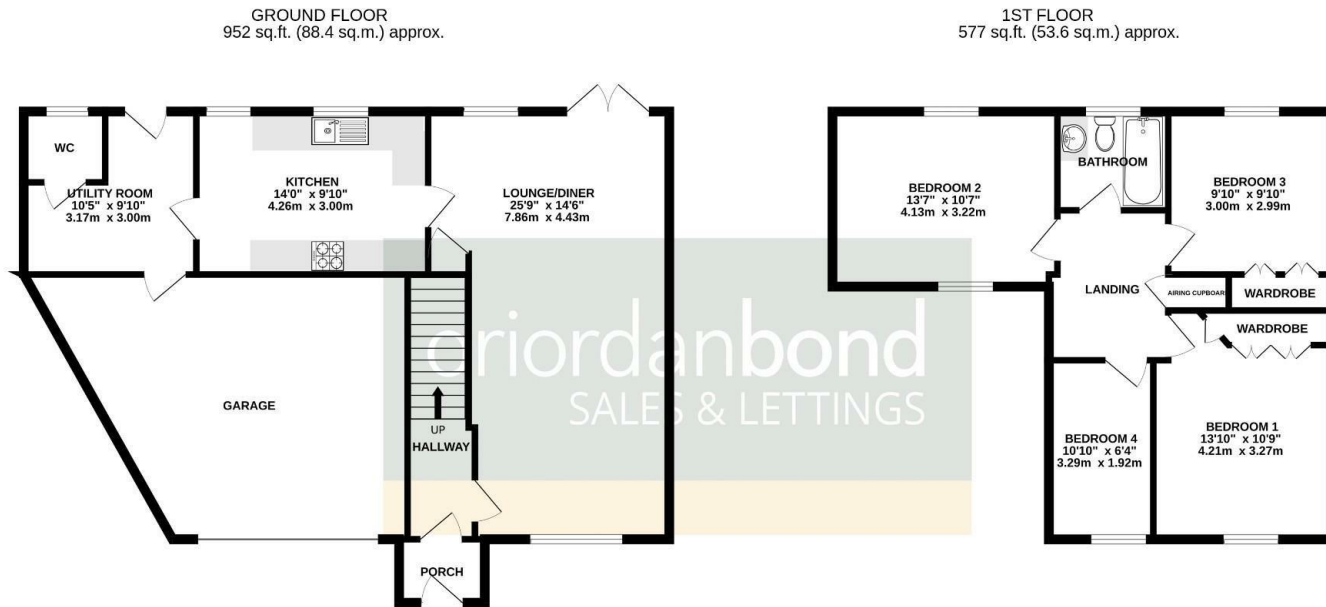 GROUND FLOOR
952 sq.ft. (88.4 sq.m.) approx.
1ST FLOOR
577 sq.ft. (53.6 sq.m.) approx.
WC
UTILITY ROOM
10'5" x 9'10"
3.17m x 3.00m
KITCHEN
14'0" x 9'10"
4.26m x 3.00m
LOUNGE/DINER
25'9" x 14'6"
7.86m x 4.43m
GARAGE
UP
HALLWAY
PORCH
oriordanbond
SALES & LETTINGS
BEDROOM 2
13'7" x 10'7"
4.13m x 3.22m
BATHROOM
BEDROOM 3
9'10" x 9'10"
3.00m x 2.99m
LANDING
AIRING CUPBOARD
WARDROBE
WARDROBE
BEDROOM 4
10'10" x 6'4"
3.29m x 1.92m
BEDROOM 1
13'10" x 10'9"
4.21m x 3.27m